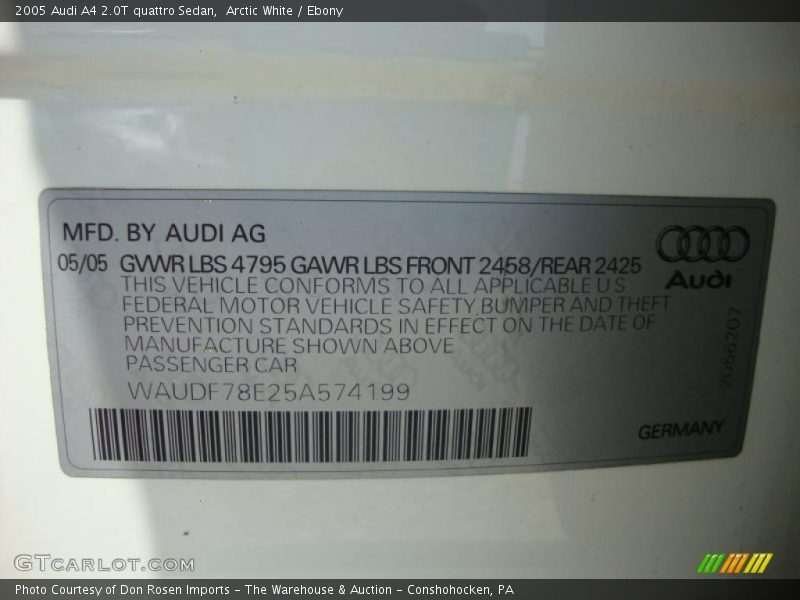 2005 Audi A4 2.0T quattro Sedan,  Arctic White / Ebony
MFD. BY AUDI AG
05/05 GVWR LBS 4795 GAWR LBS FRONT 2458/REAR 2425
THIS VEHICLE CONFORMS TO ALL APPLICABLE U S
FEDERAL MOTOR VEHICLE SAFETY.BUMPER AND THEFT
PREVENTION STANDARDS IN EFFECT ON THE DATE OF
MANUFACTURE SHOWN ABOVE
PASSENGER CAR
WAUDF78E25A574199
Audi
2056207
GERMANY
GTCARLOT.COM
Photo Courtesy of Don Rosen Imports - The Warehouse & Auction - Conshohocken, PA